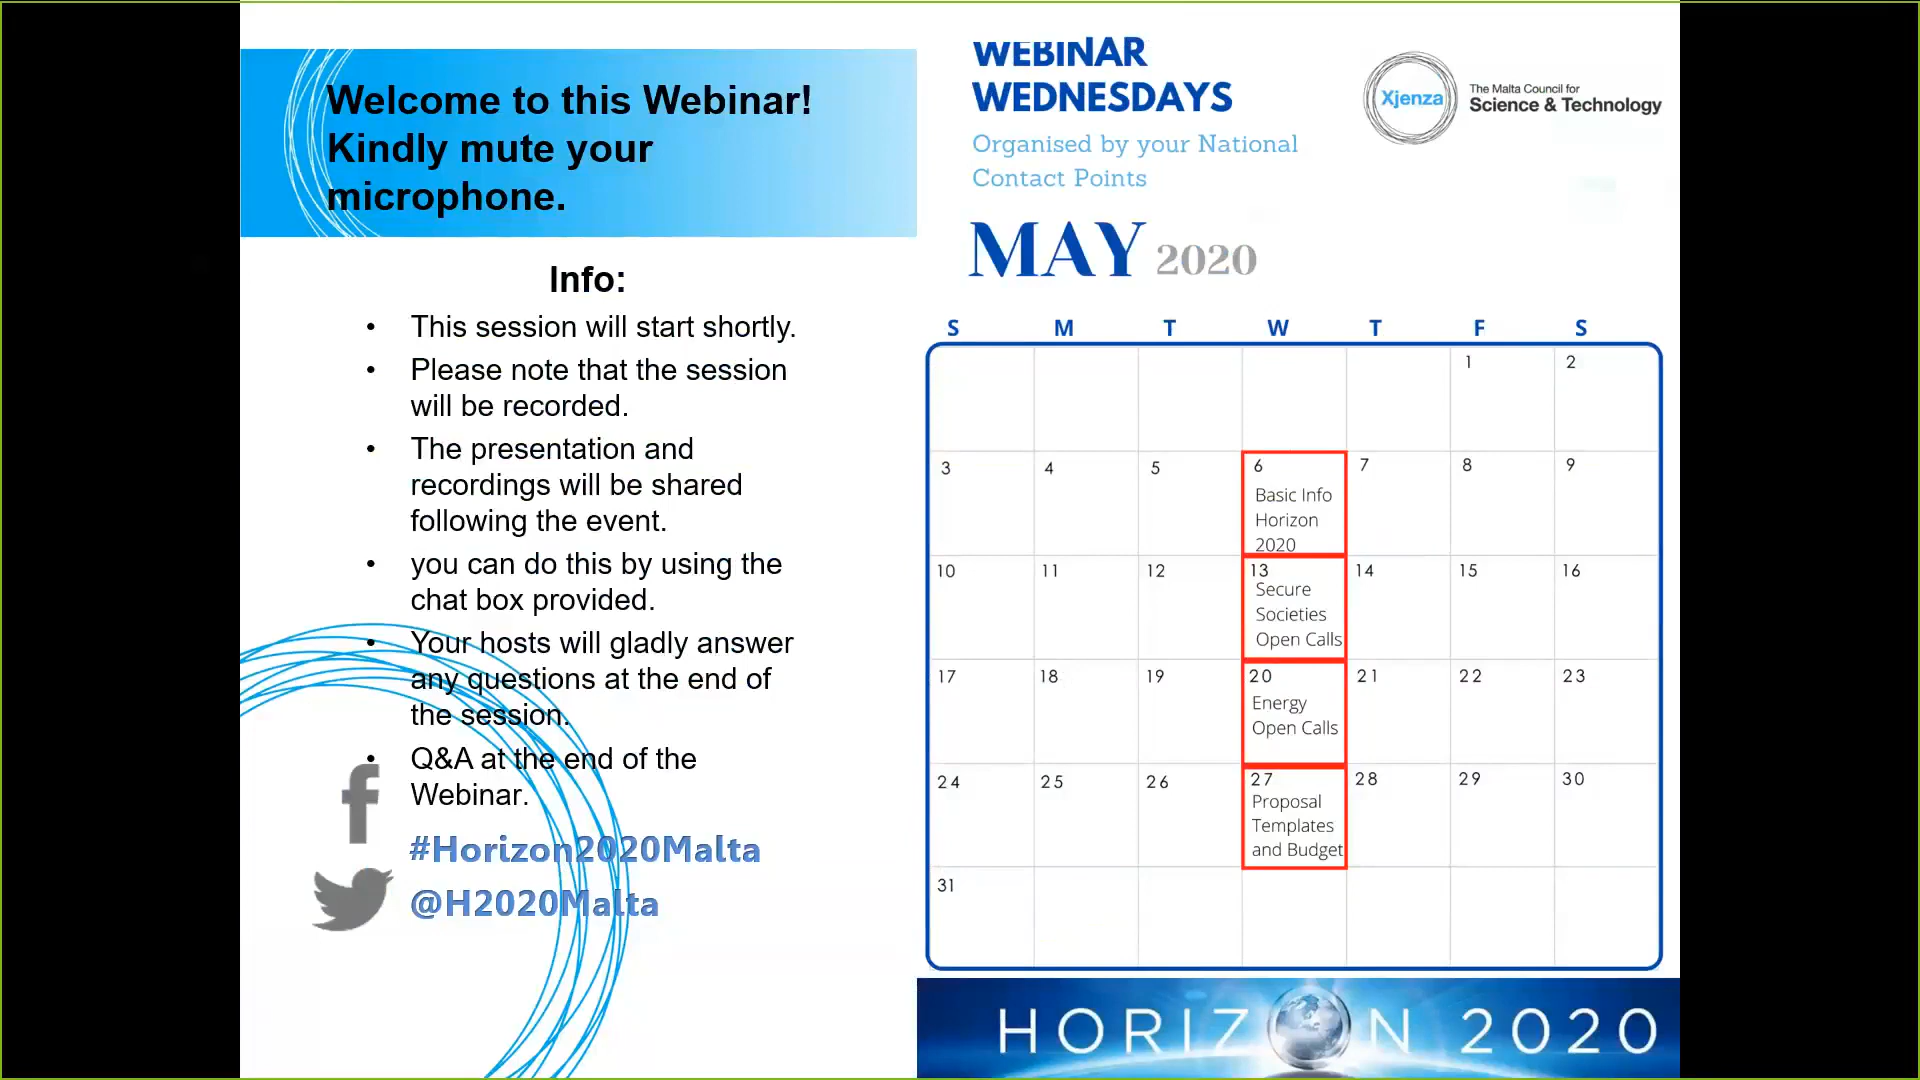 Welcome to this Webinar!
Kindly mute your
microphone.
Info:
• This session will start shortly.
• Please note that the session
will be recorded.
• The presentation and
recordings will be shared
following the event.
• you can do this by using the
chat box provided.
• Your hosts will gladly answer
any questions at the end of
the session.
• Q&A at the end of the
Webinar.
#Horizon2020Malta
@H2020Malta
WEBINAR
WEDNESDAYS
Organised by your National
Contact Points
Xjenza
The Malta Council for
Science & Technology
MAY 2020
S M T W T F S
1 2
3 4 5 6 7 8 9
Basic Info
Horizon
2020
10 11 12 13 14 15 16
Secure
Societies
Open Calls
17 18 19 20 21 22 23
Energy
Open Calls
24 25 26 27 28 29 30
Proposal
Templates
and Budget
31
HORIZON 2020